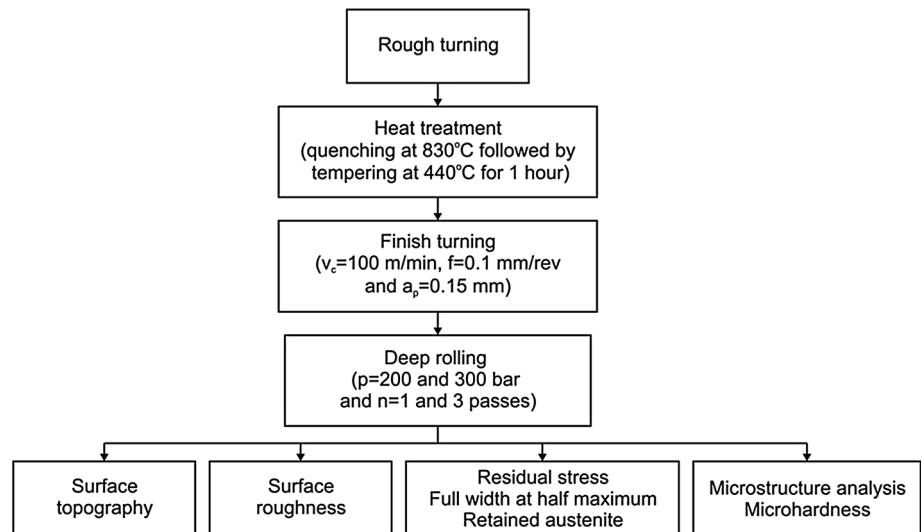 Rough turning
Heat treatment
(quenching at 830°C followed by
tempering at 440°C for 1 hour)
Finish turning
(vc=100 m/min, f=0.1 mm/rev
and ap=0.15 mm)
Deep rolling
(p=200 and 300 bar
and n=1 and 3 passes)
Surface
topography
Surface
roughness
Residual stress
Full width at half maximum
Retained austenite
Microstructure analysis
Microhardness